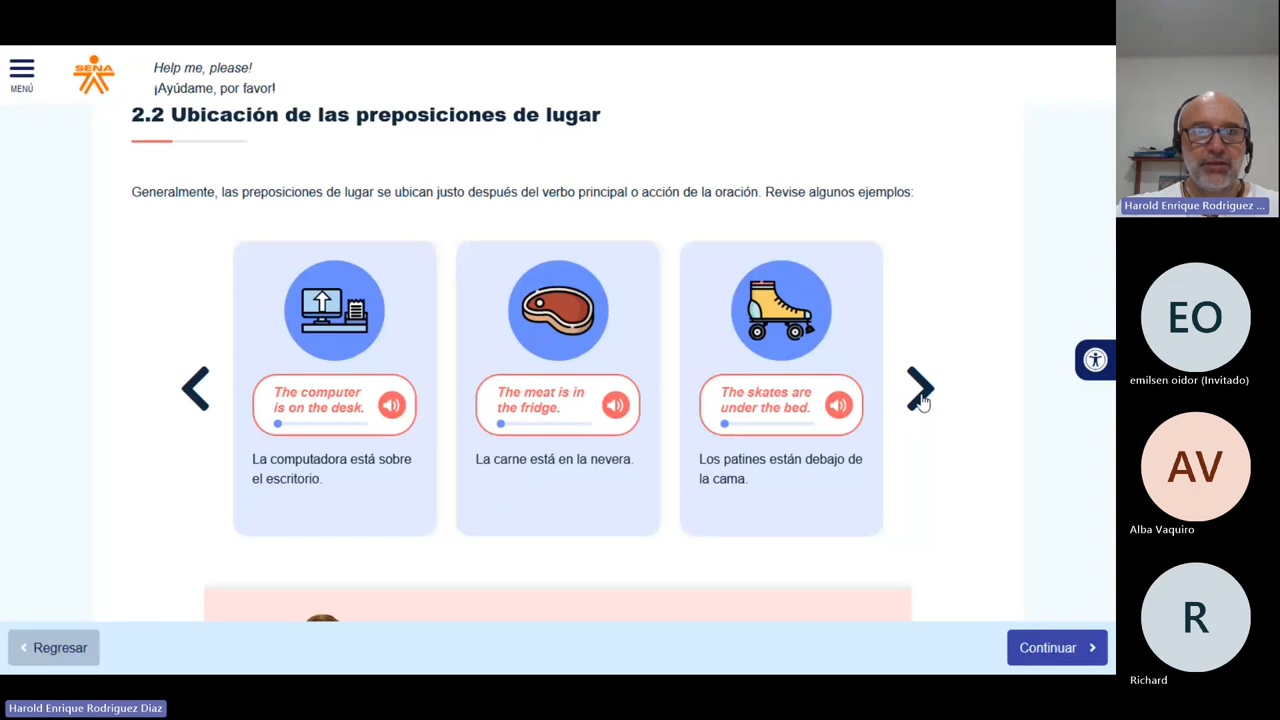 MENÚ
SENA
Help me, please!
¡Ayúdame, por favor!
2.2 Ubicación de las preposiciones de lugar
Generalmente, las preposiciones de lugar se ubican justo después del verbo principal o acción de la oración. Revise algunos ejemplos:
The computer
is on the desk.
La computadora está sobre
el escritorio.
The meat is in
the fridge.
La carne está en la nevera.
The skates are
under the bed.
Los patines están debajo de
la cama.
Regresar
Continuar
Harold Enrique Rodriguez Diaz
Harold Enrique Rodriguez ...
EO
emilsen oidor (Invitado)
AV
Alba Vaquiro
R
Richard